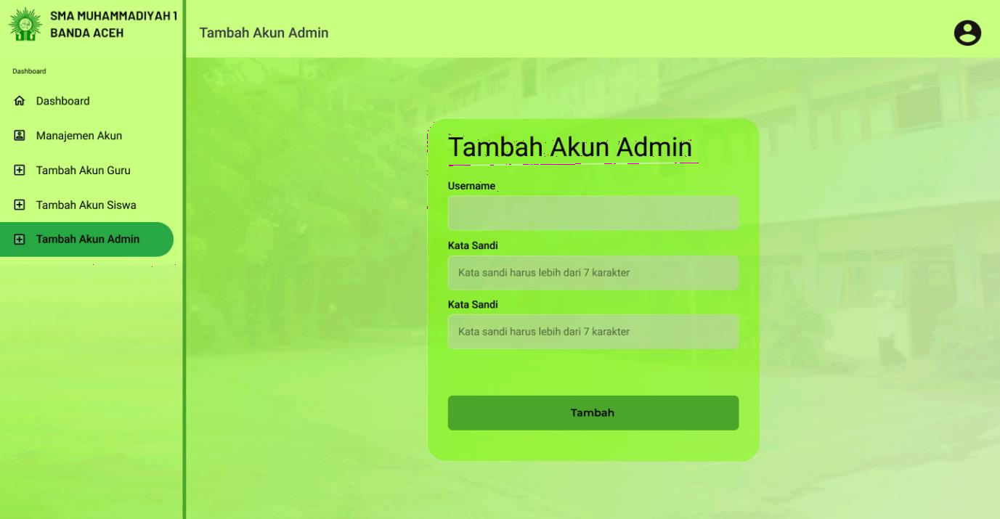 SMA MUHAMMADIYAH 1
BANDA ACEH
Dashboard
Dashboard
Manajemen Akun
Tambah Akun Guru
Tambah Akun Siswa
Tambah Akun Admin
Tambah Akun Admin
Tambah Akun Admin
Username
Kata Sandi
Kata sandi harus lebih dari 7 karakter
Kata Sandi
Kata sandi harus lebih dari 7 karakter
Tambah